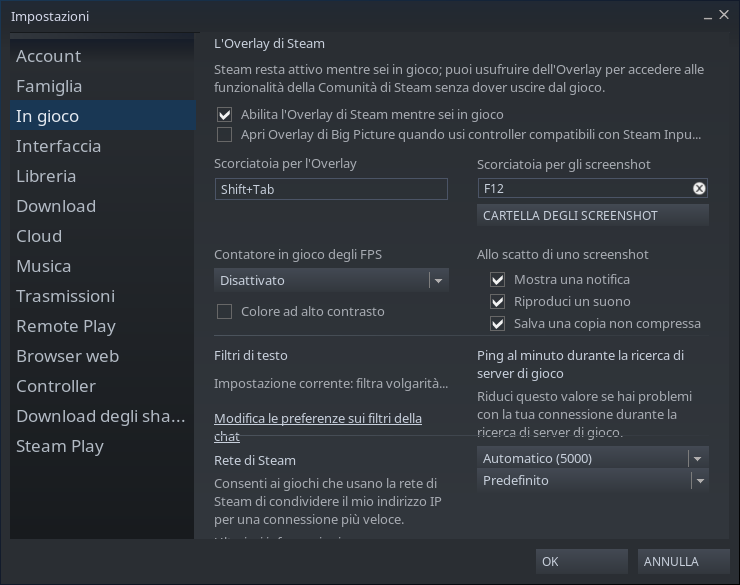 Impostazioni
Account
Famiglia
In gioco
Interfaccia
Libreria
Download
Cloud
Musica
Trasmissioni
Remote Play
Browser web
Controller
Download degli sha...
Steam Play
L'Overlay di Steam
Steam resta attivo mentre sei in gioco; puoi usufruire dell'Overlay per accedere alle
funzionalità della Comunità di Steam senza dover uscire dal gioco.
Abilita l'Overlay di Steam mentre sei in gioco
Apri Overlay di Big Picture quando usi controller compatibili con Steam Inpu...
Scorciatoia per l'Overlay
Shift+Tab
Scorciatoia per gli screenshot
F12
CARTELLA DEGLI SCREENSHOT
Contatore in gioco degli FPS
Disattivato
Colore ad alto contrasto
Allo scatto di uno screenshot
Mostra una notifica
Riproduci un suono
Salva una copia non compressa
Filtri di testo
Impostazione corrente: filtra volgarità...
Modifica le preferenze sui filtri della
chat
Ping al minuto durante la ricerca di
server di gioco
Riduci questo valore se hai problemi
con la tua connessione durante la
ricerca di server di gioco.
Automatico (5000)
Predefinito
Rete di Steam
Consenti ai giochi che usano la rete di
Steam di condividere il mio indirizzo IP
per una connessione più veloce.
OK
ANNULLA